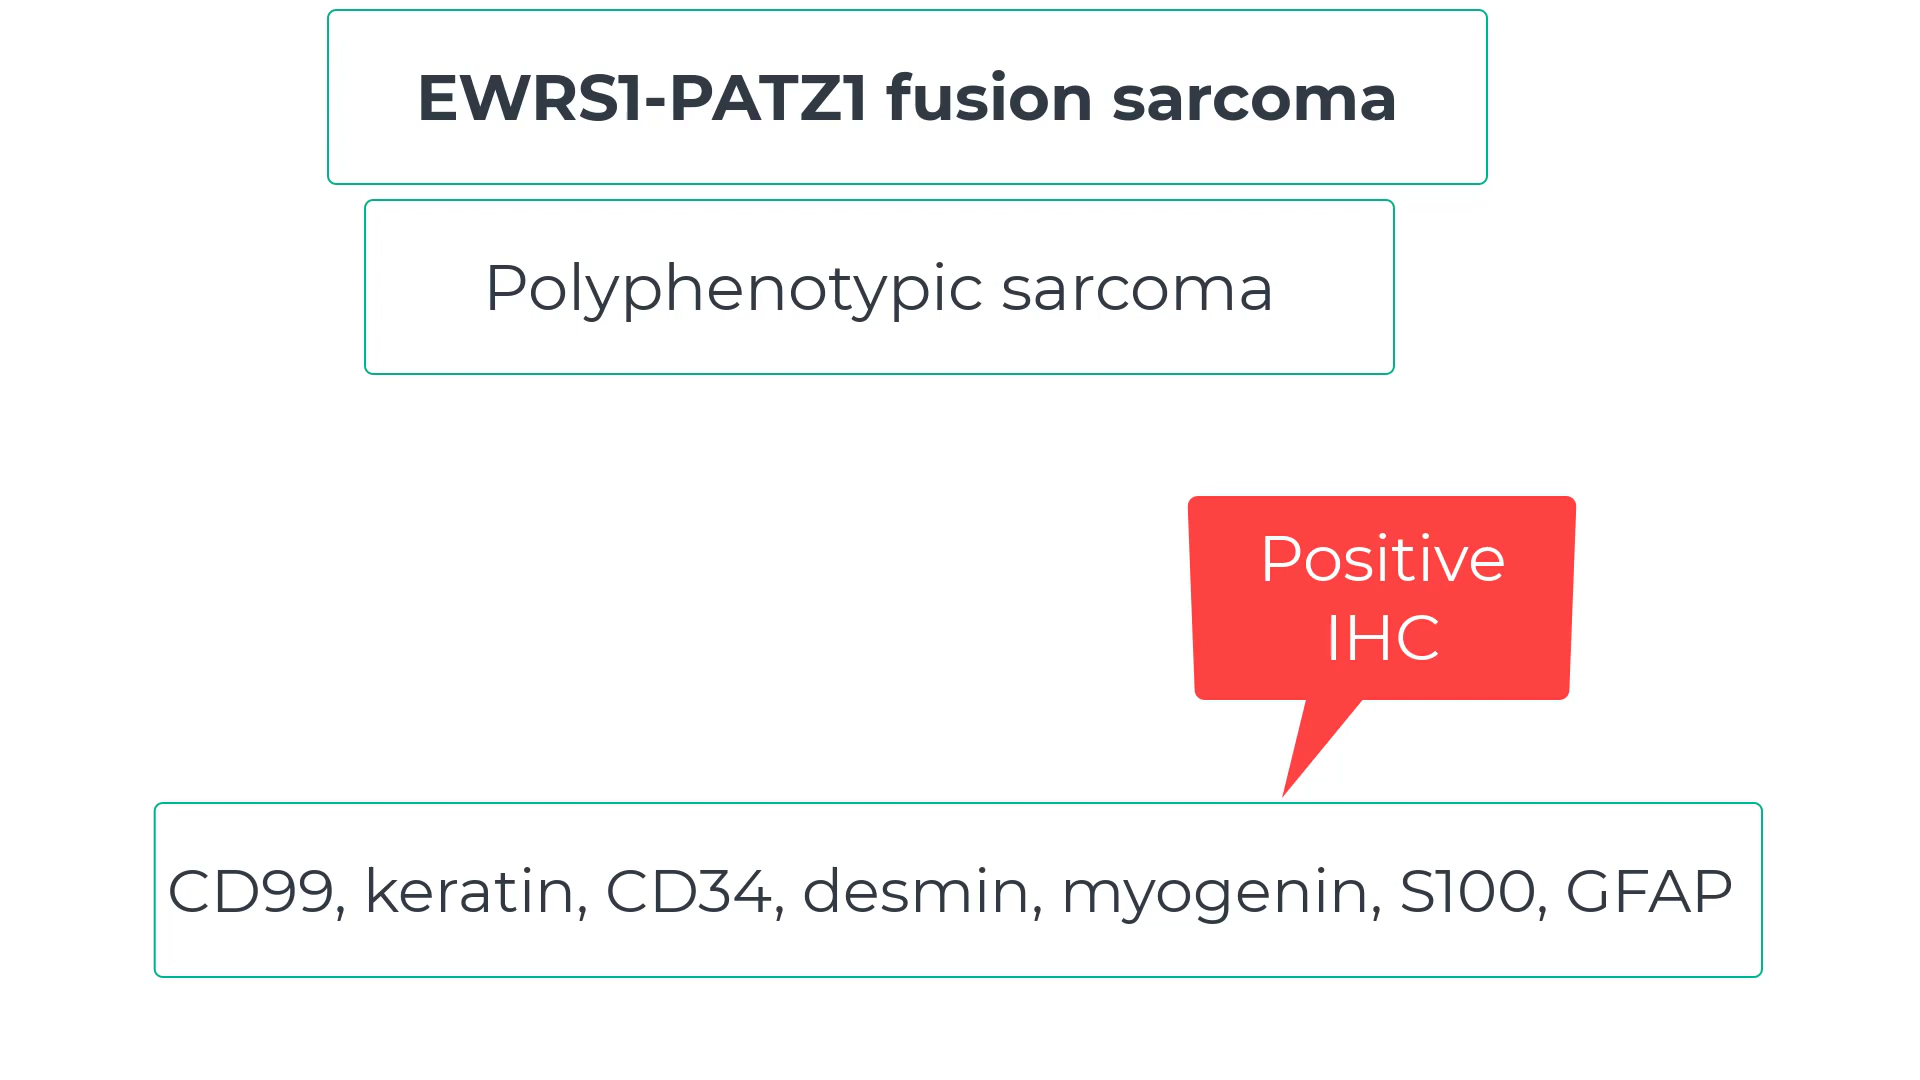 EWRS1-PATZ1 fusion sarcoma
Polyphenotypic sarcoma
Positive
IHC
CD99, keratin, CD34, desmin, myogenin, S100, GFAP